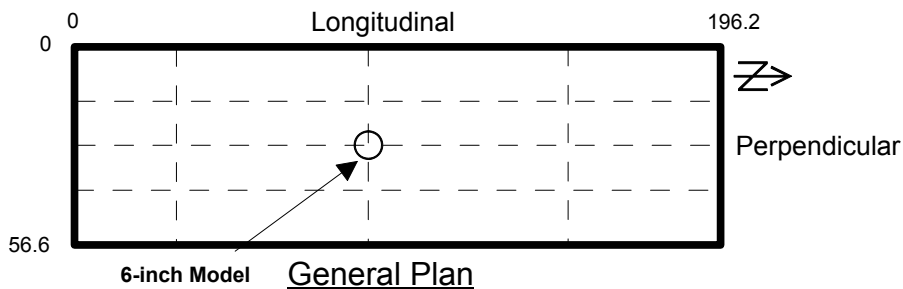 0 Longitudinal 196.2
0
Z
Perpendicular
56.6
6-inch Model General Plan